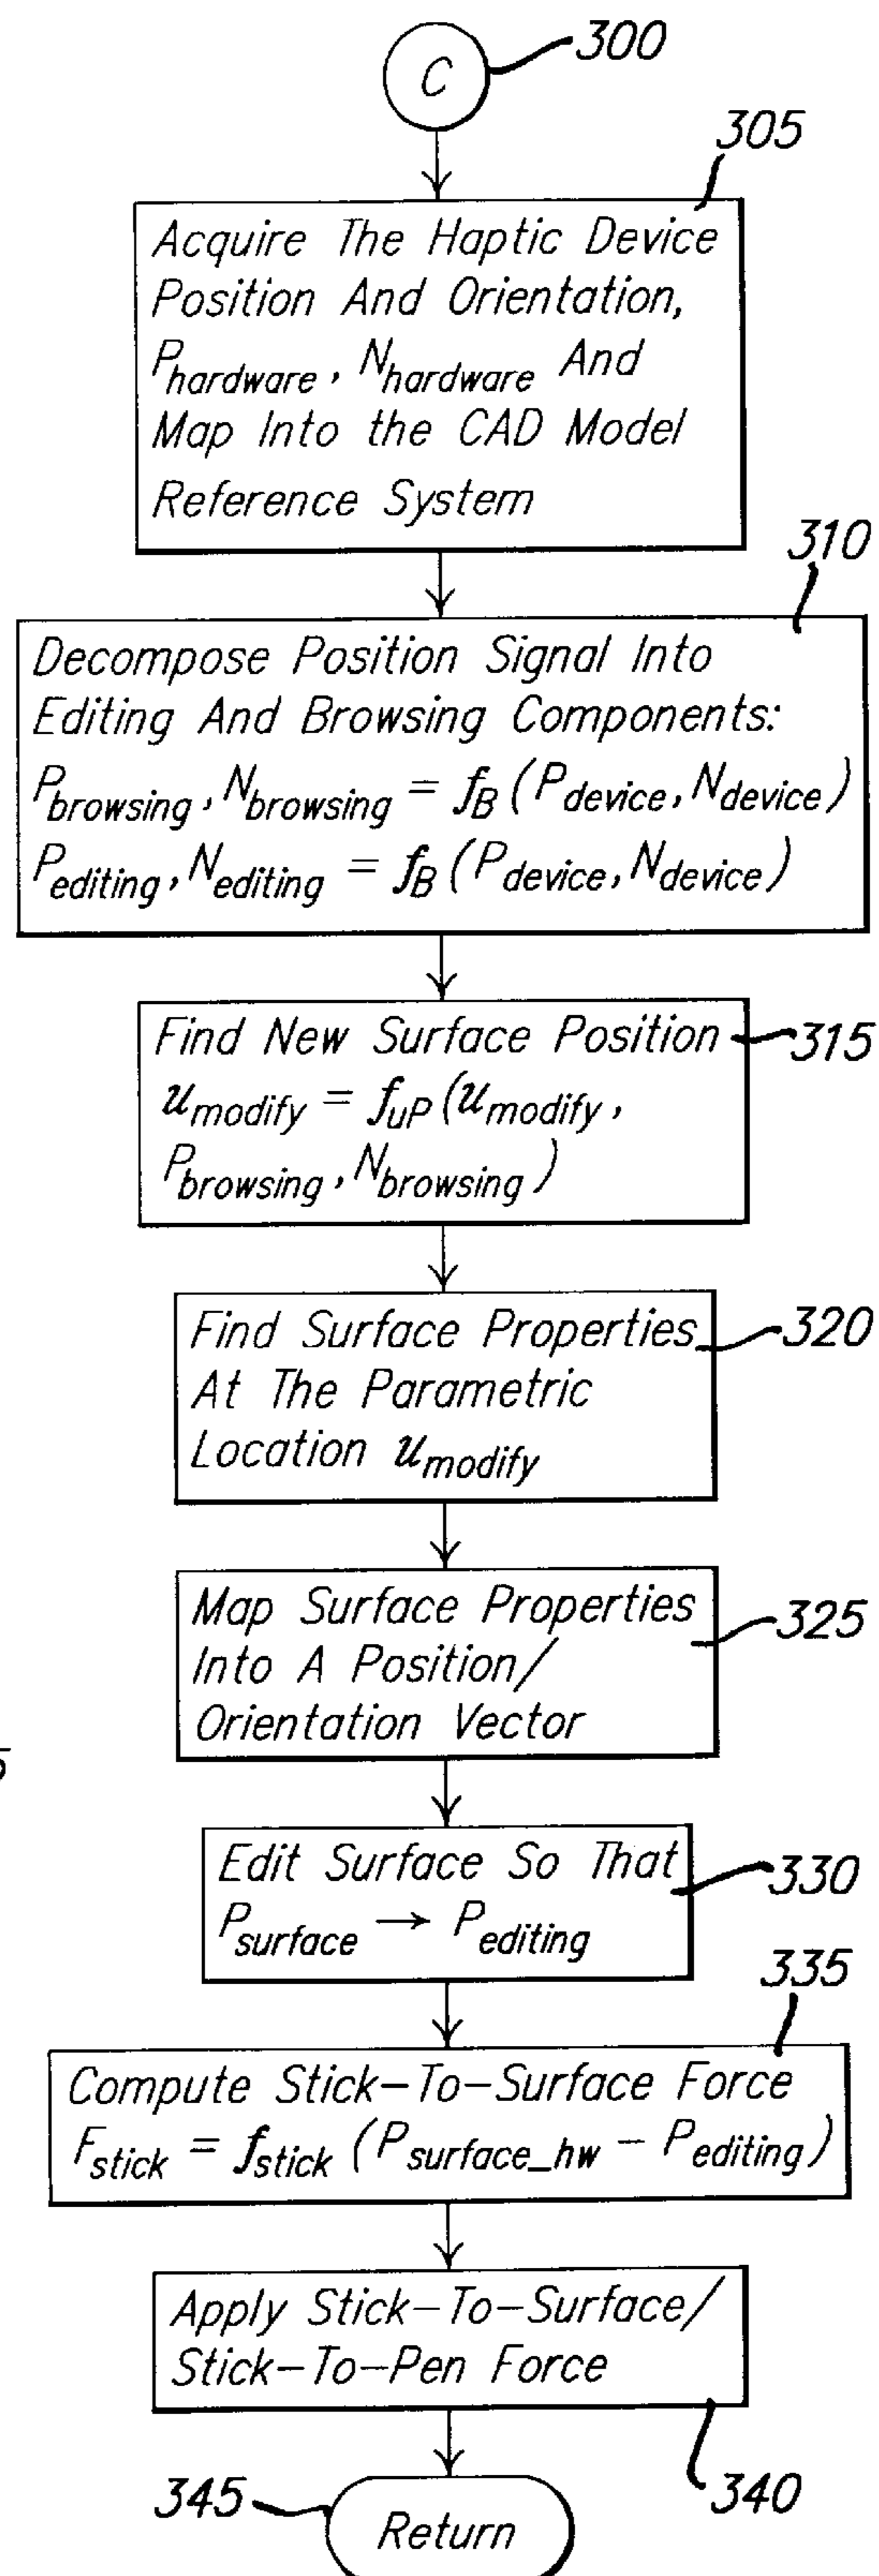 300
C
305
Acquire The Haptic Device
Position And Orientation,
P_hardware, N_hardware And
Map Into the CAD Model
Reference System
310
Decompose Position Signal Into
Editing And Browsing Components:
P_browsing, N_browsing = f_B (P_device, N_device)
P_editing, N_editing = f_B (P_device, N_device)
Find New Surface Position
315
u_modify = f_uP (u_modify,
P_browsing, N_browsing)
Find Surface Properties
320
At The Parametric
Location u_modify
Map Surface Properties
325
Into A Position/
Orientation Vector
5
Edit Surface So That
330
P_surface → P_editing
335
Compute Stick-To-Surface Force
F_stick = f_stick (P_surface_hw – P_editing)
Apply Stick-To-Surface/
Stick-To-Pen Force
340
345
Return